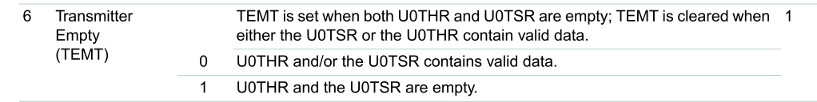 6 Transmitter Empty (TEMT) TEMT is set when both U0THR and U0TSR are empty; TEMT is cleared when 1
either the U0TSR or the U0THR contain valid data.
0 U0THR and/or the U0TSR contains valid data.
1 U0THR and the U0TSR are empty.